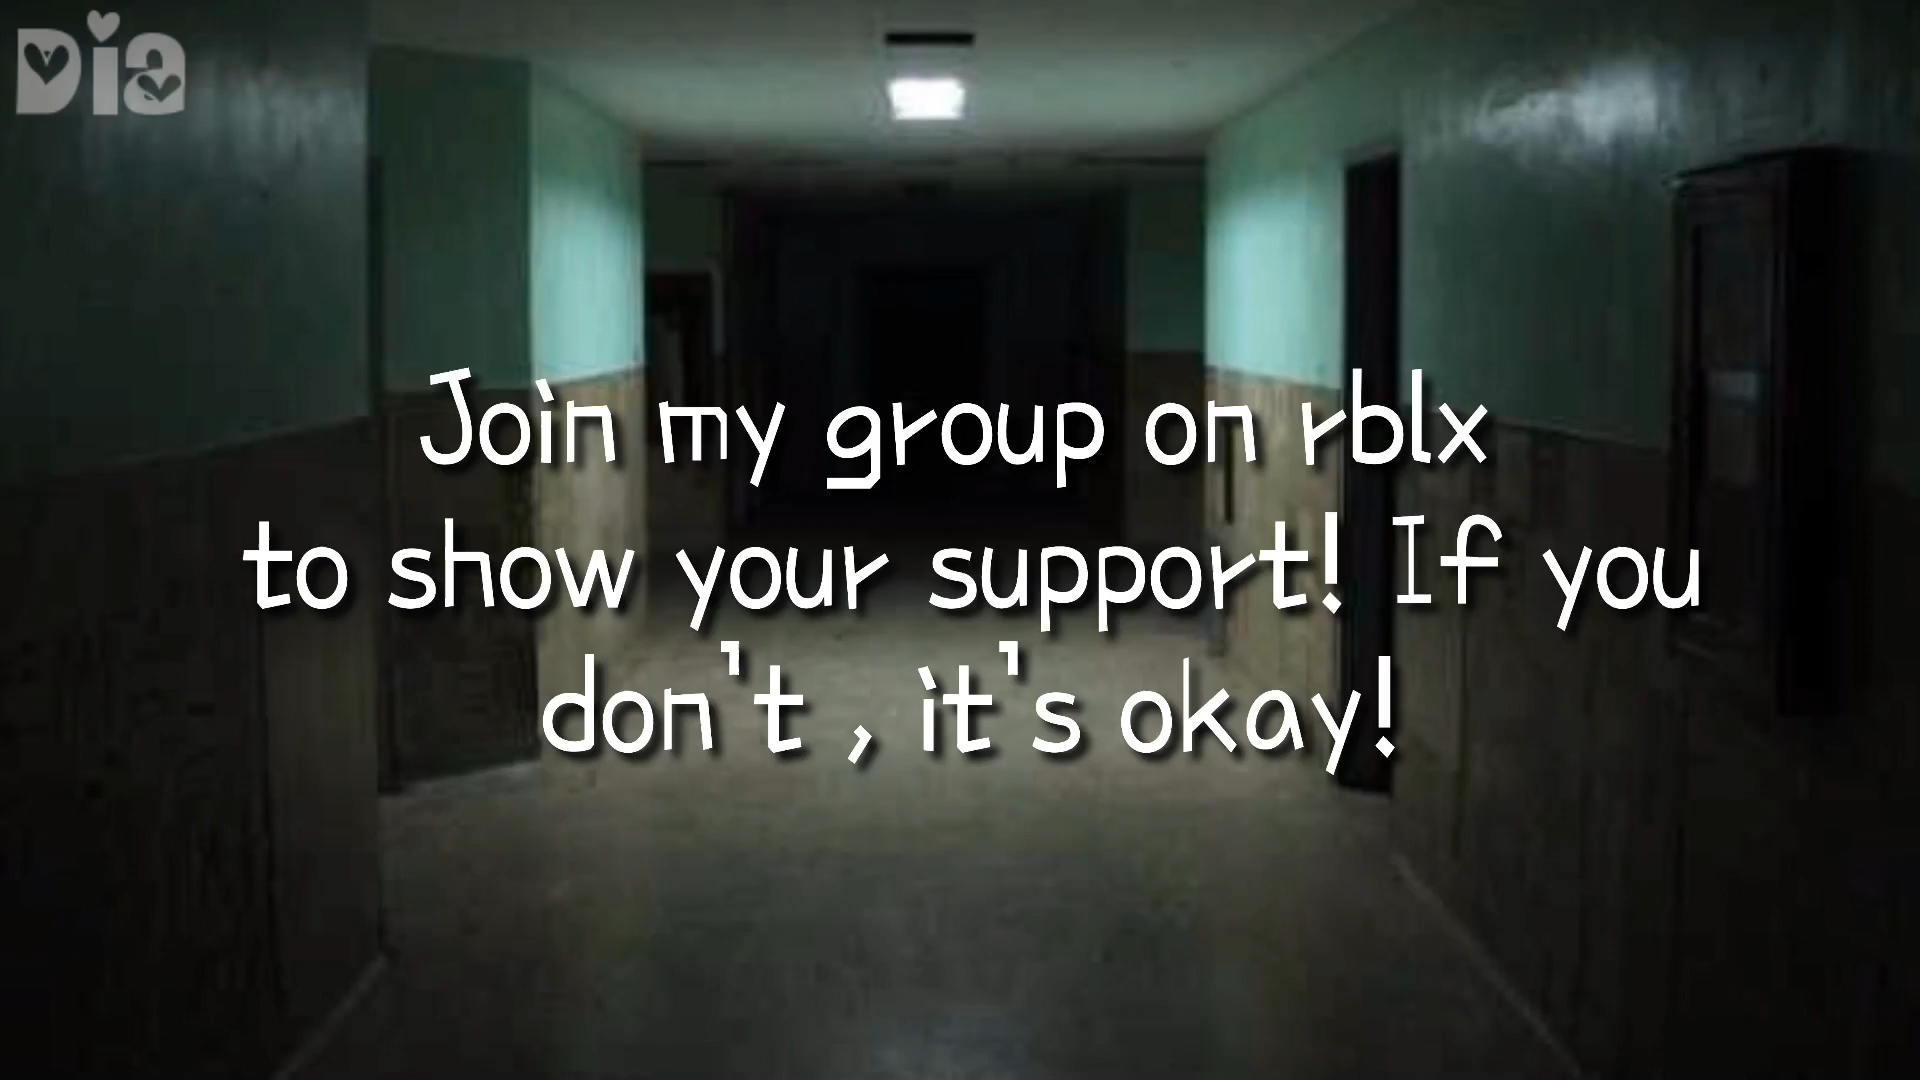 Dia
Join my group on rblx
to show your support! If you
don't , it's okay!